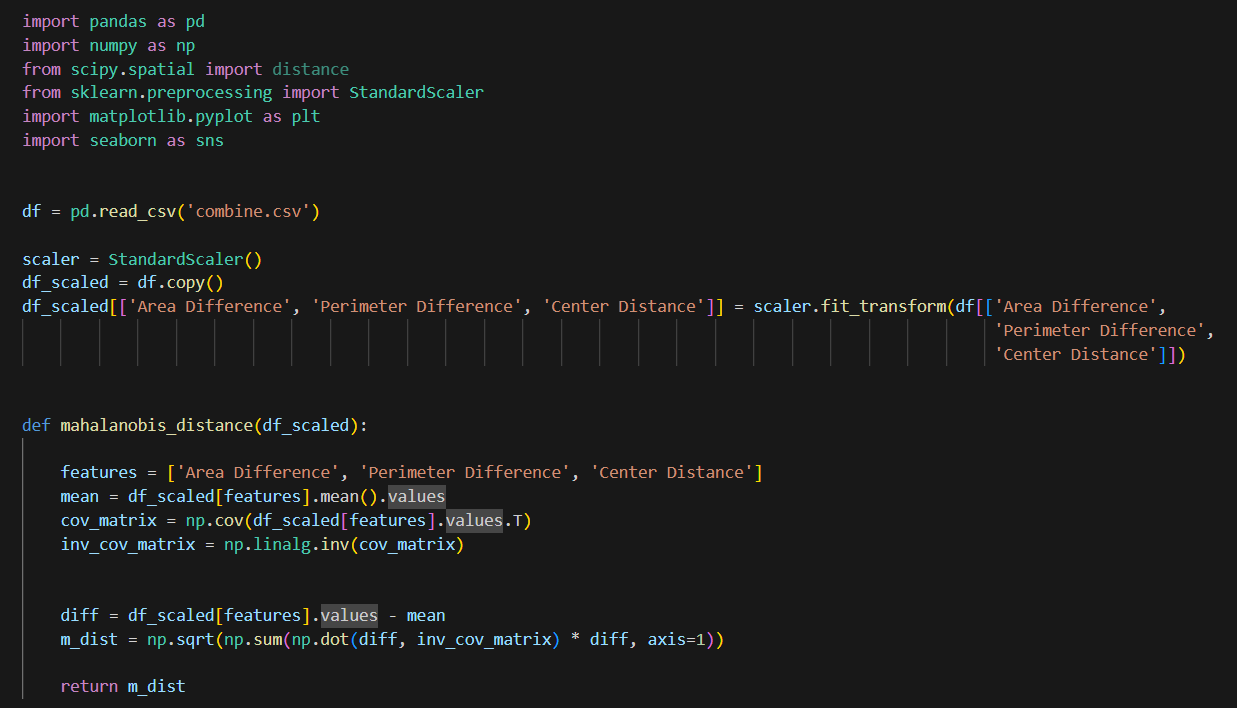 import pandas as pd
import numpy as np
from scipy.spatial import distance
from sklearn.preprocessing import StandardScaler
import matplotlib.pyplot as plt
import seaborn as sns
df = pd.read_csv('combine.csv')
scaler = StandardScaler()
df_scaled = df.copy()
df_scaled[['Area Difference', 'Perimeter Difference', 'Center Distance']] = scaler.fit_transform(df[['Area Difference',
'Perimeter Difference',
'Center Distance']])
def mahalanobis_distance(df_scaled):
features = ['Area Difference', 'Perimeter Difference', 'Center Distance']
mean = df_scaled[features].mean().values
cov_matrix = np.cov(df_scaled[features].values.T)
inv_cov_matrix = np.linalg.inv(cov_matrix)
diff = df_scaled[features].values - mean
m_dist = np.sqrt(np.sum(np.dot(diff, inv_cov_matrix) * diff, axis=1))
return m_dist